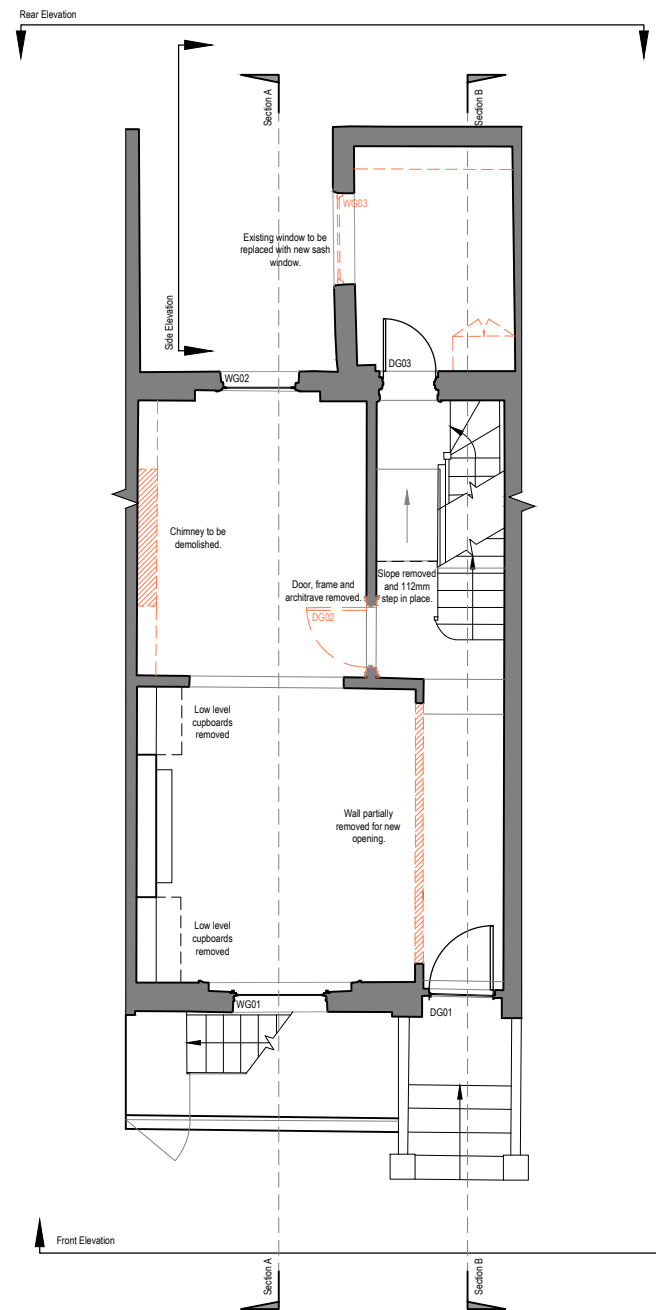 Rear Elevation
Section A
Section B
WG03
Existing window to be
replaced with new sash
window.
Side Elevation
DG03
WG02
Chimney to be
demolished.
Door, frame and
architrave removed.
Slope removed
and 112mm
step in place.
DG02
Low level
cupboards
removed
Wall partially
removed for new
opening.
Low level
cupboards
removed
WG01
DG01
Front Elevation
Section A
Section B